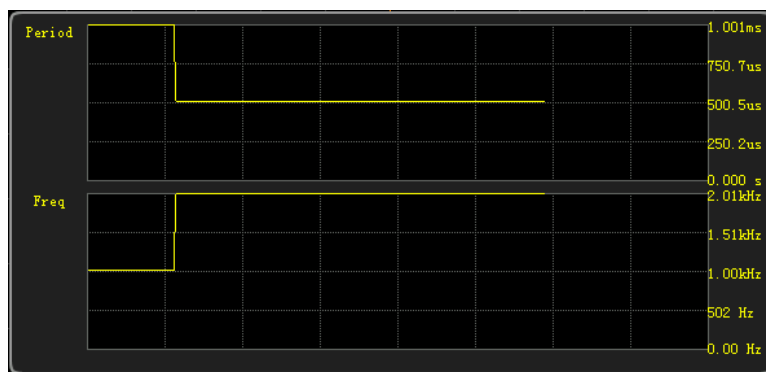 Period
1.001ms
750.7us
500.5us
250.2us
0.000 s
Freq
2.01kHz
1.51kHz
1.00kHz
502 Hz
0.00 Hz